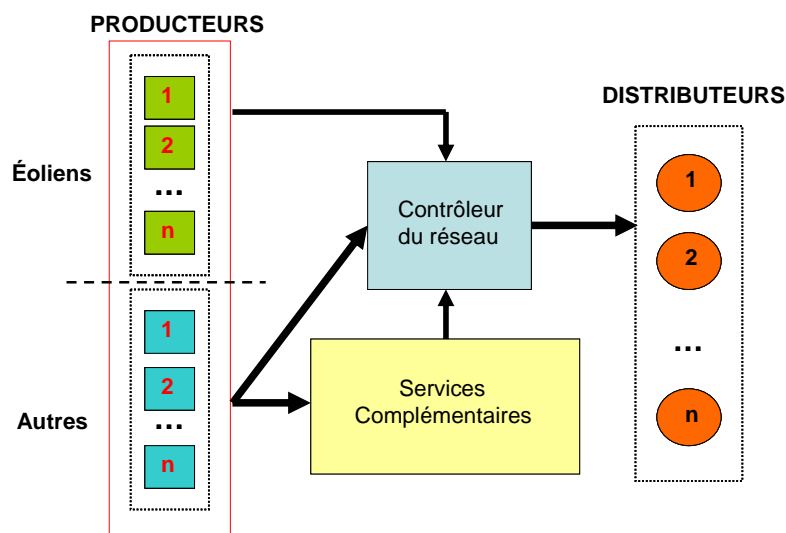 PRODUCTEURS
Éoliens
1
2
...
n
Autres
1
2
...
n
Contrôleur
du réseau
Services
Complémentaires
DISTRIBUTEURS
1
2
...
n